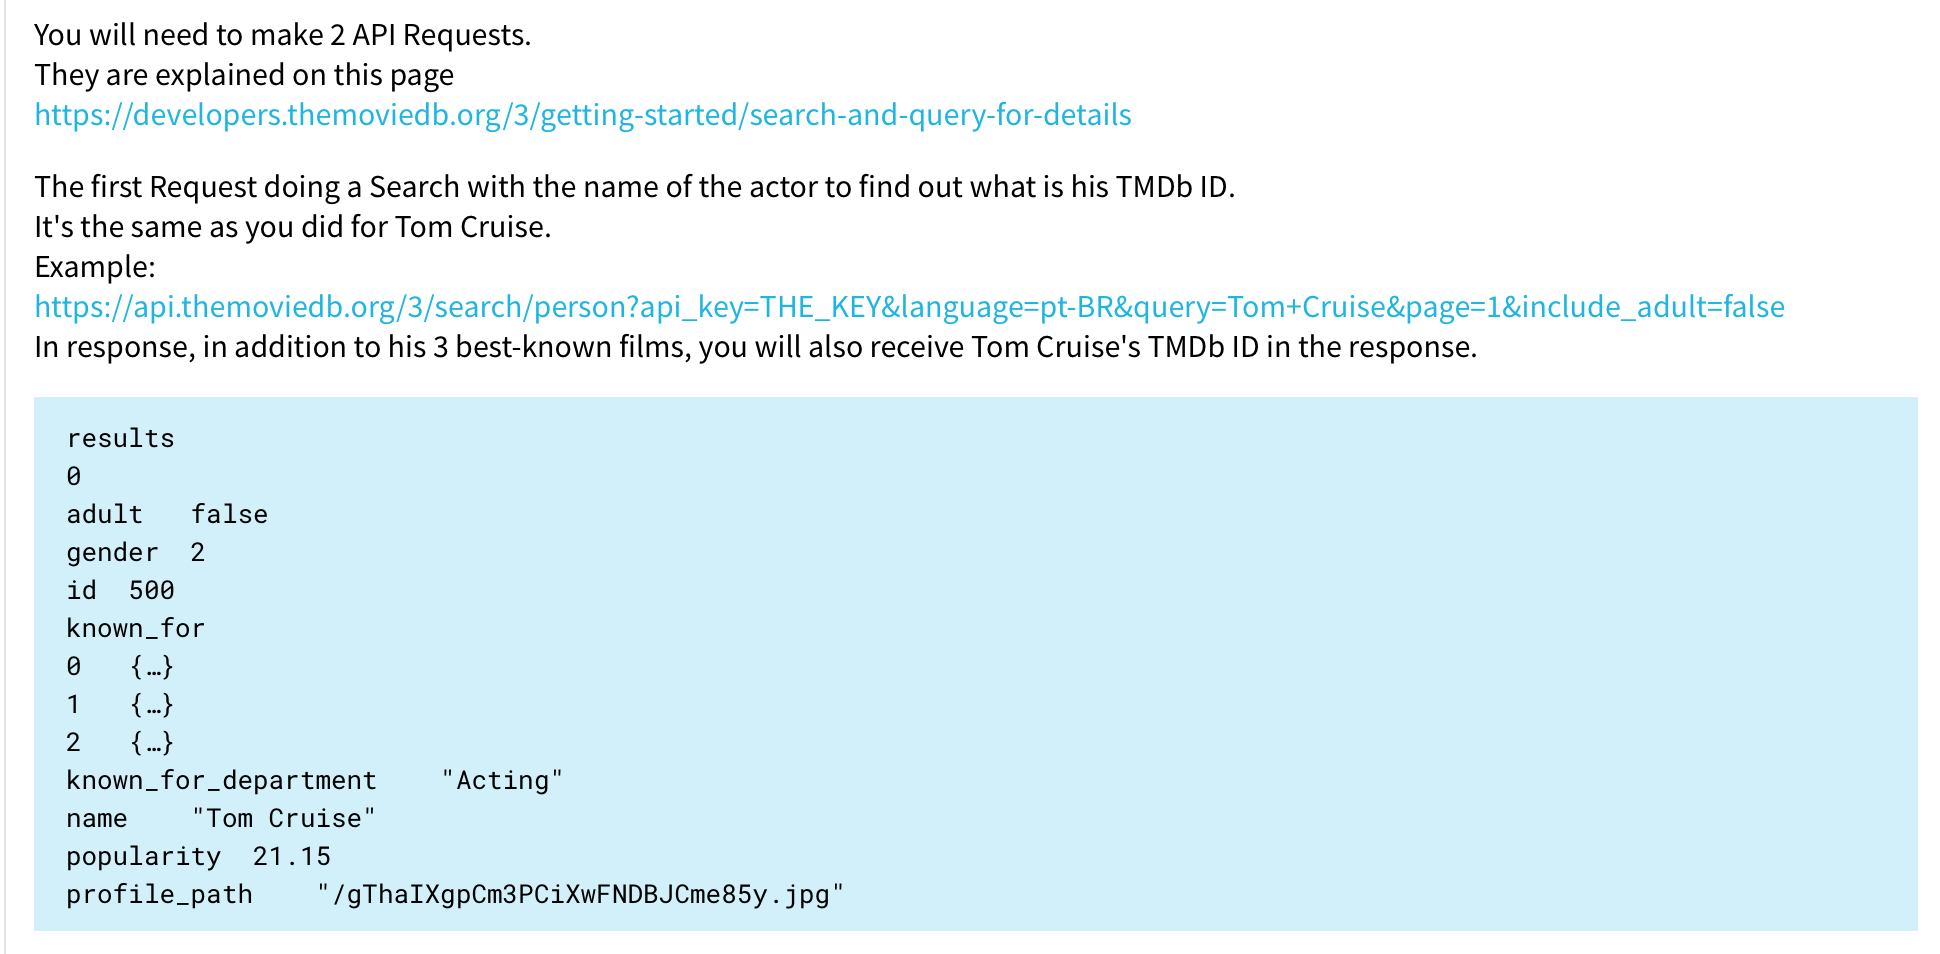 You will need to make 2 API Requests.
They are explained on this page
https://developers.themoviedb.org/3/getting-started/search-and-query-for-details
The first Request doing a Search with the name of the actor to find out what is his TMDb ID.
It's the same as you did for Tom Cruise.
Example:
https://api.themoviedb.org/3/search/person?api_key=THE_KEY&language=pt-BR&query=Tom+Cruise&page=1&include_adult=false
In response, in addition to his 3 best-known films, you will also receive Tom Cruise's TMDb ID in the response.
results
0
adult   false
gender  2
id  500
known_for
0   {…}
1   {…}
2   {…}
known_for_department    "Acting"
name    "Tom Cruise"
popularity  21.15
profile_path    "/gThaIXgpCm3PCiXwFNDBJCme85y.jpg"